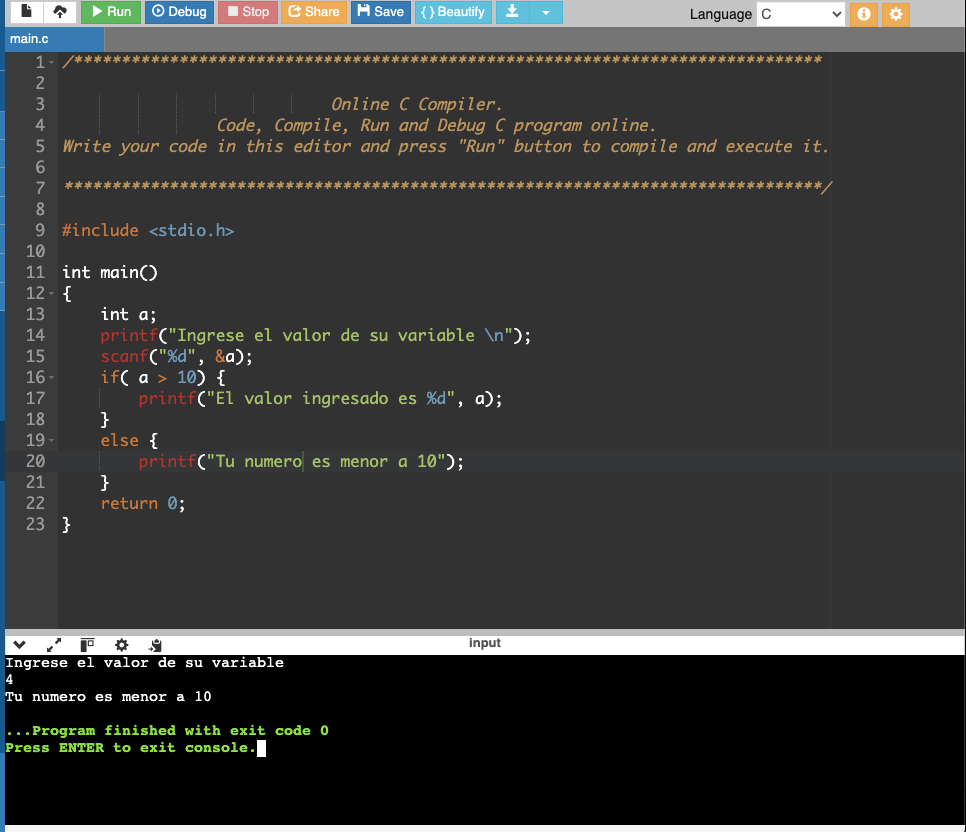 Run Debug Stop Share Save {} Beautify Language C
main.c
1 /******************************************************************************
2
3 Online C Compiler.
4 Code, Compile, Run and Debug C program online.
5 Write your code in this editor and press "Run" button to compile and execute it.
6
7 *******************************************************************************/
8
9 #include <stdio.h>
10
11 int main()
12 {
13 int a;
14 printf("Ingrese el valor de su variable \n");
15 scanf("%d", &a);
16 if( a > 10) {
17 printf("El valor ingresado es %d", a);
18 }
19 else {
20 printf("Tu numero es menor a 10");
21 }
22 return 0;
23 }
input
Ingrese el valor de su variable
4
Tu numero es menor a 10
...Program finished with exit code 0
Press ENTER to exit console.